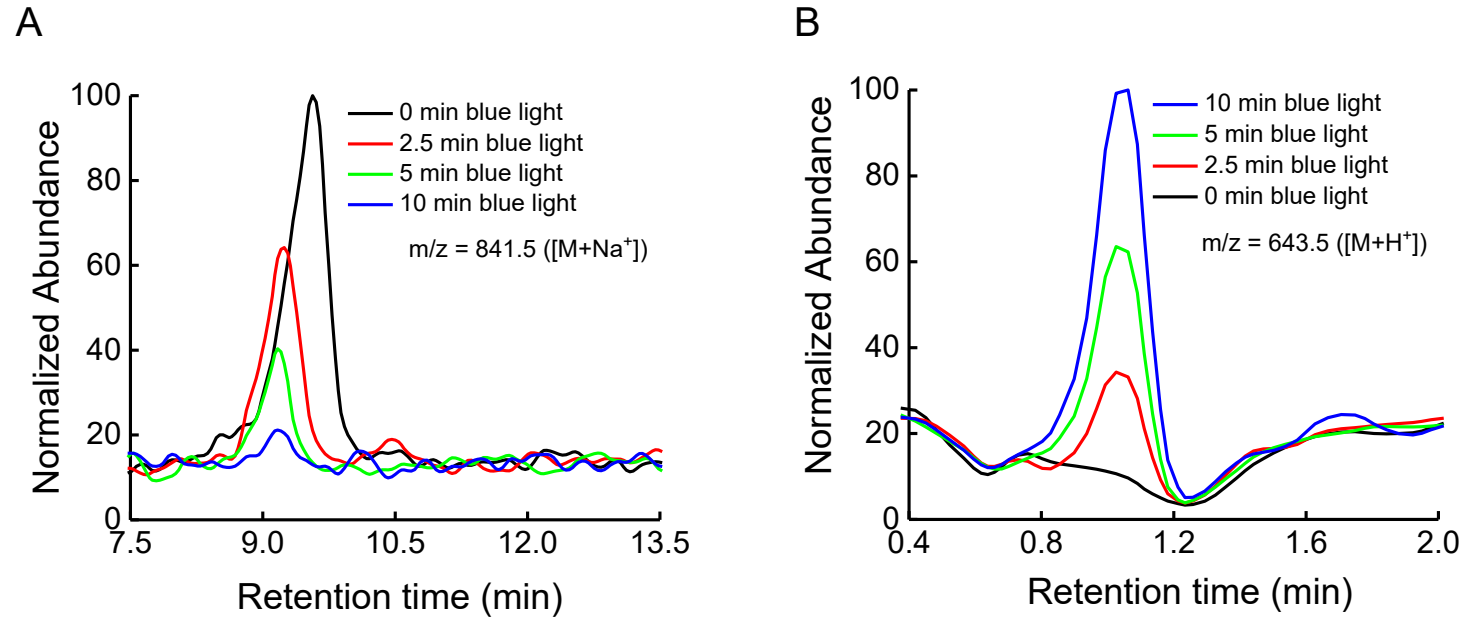 A
B
Normalized Abundance
100
80
60
40
20
0
7.5 9.0 10.5 12.0 13.5
Retention time (min)
0 min blue light
2.5 min blue light
5 min blue light
10 min blue light
m/z = 841.5 ([M+Na⁺])
Normalized Abundance
100
80
60
40
20
0
0.4 0.8 1.2 1.6 2.0
Retention time (min)
10 min blue light
5 min blue light
2.5 min blue light
0 min blue light
m/z = 643.5 ([M+H⁺])